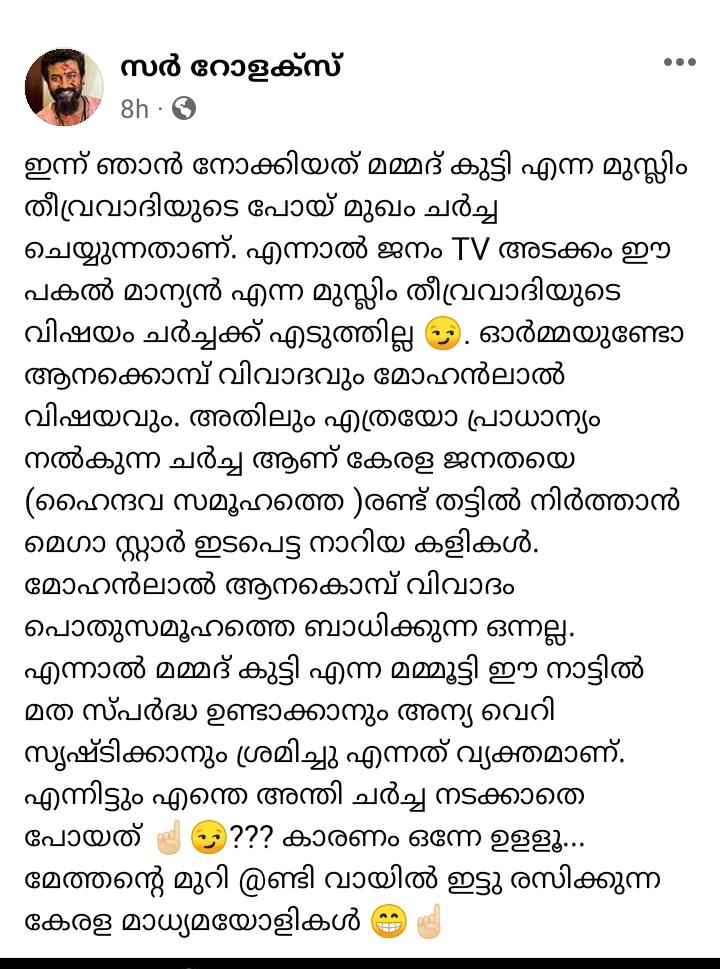 സർ റോളക്സ്
8h ·
ഇന്ന് ഞാൻ നോക്കിയത് മമ്മദ് കുട്ടി എന്ന മുസ്ലിം
തീവ്രവാദിയുടെ പോയ് മുഖം ചർച്ച
ചെയ്യുന്നതാണ്. എന്നാൽ ജനം TV അടക്കം ഈ
പകൽ മാന്യൻ എന്ന മുസ്ലിം തീവ്രവാദിയുടെ
വിഷയം ചർച്ചക്ക് എടുത്തില്ല 😏. ഓർമ്മയുണ്ടോ
ആനക്കൊമ്പ് വിവാദവും മോഹൻലാൽ
വിഷയവും. അതിലും എത്രയോ പ്രാധാന്യം
നൽകുന്ന ചർച്ച ആണ് കേരള ജനതയെ
(ഹൈന്ദവ സമൂഹത്തെ )രണ്ട് തട്ടിൽ നിർത്താൻ
മെഗാ സ്റ്റാർ ഇടപെട്ട നാറിയ കളികൾ.
മോഹൻലാൽ ആനകൊമ്പ് വിവാദം
പൊതുസമൂഹത്തെ ബാധിക്കുന്ന ഒന്നല്ല.
എന്നാൽ മമ്മദ് കുട്ടി എന്ന മമ്മൂട്ടി ഈ നാട്ടിൽ
മത സ്പർദ്ധ ഉണ്ടാക്കാനും അന്യ വെറി
സൃഷ്ടിക്കാനും ശ്രമിച്ചു എന്നത് വ്യക്തമാണ്.
എന്നിട്ടും എന്തെ അന്തി ചർച്ച നടക്കാതെ
പോയത് ☝🏻😏??? കാരണം ഒന്നേ ഉളളൂ...
മേത്തന്റെ മുറി @ണ്ടി വായിൽ ഇട്ടു രസിക്കുന്ന
കേരള മാധ്യമയോളികൾ 😁☝🏻